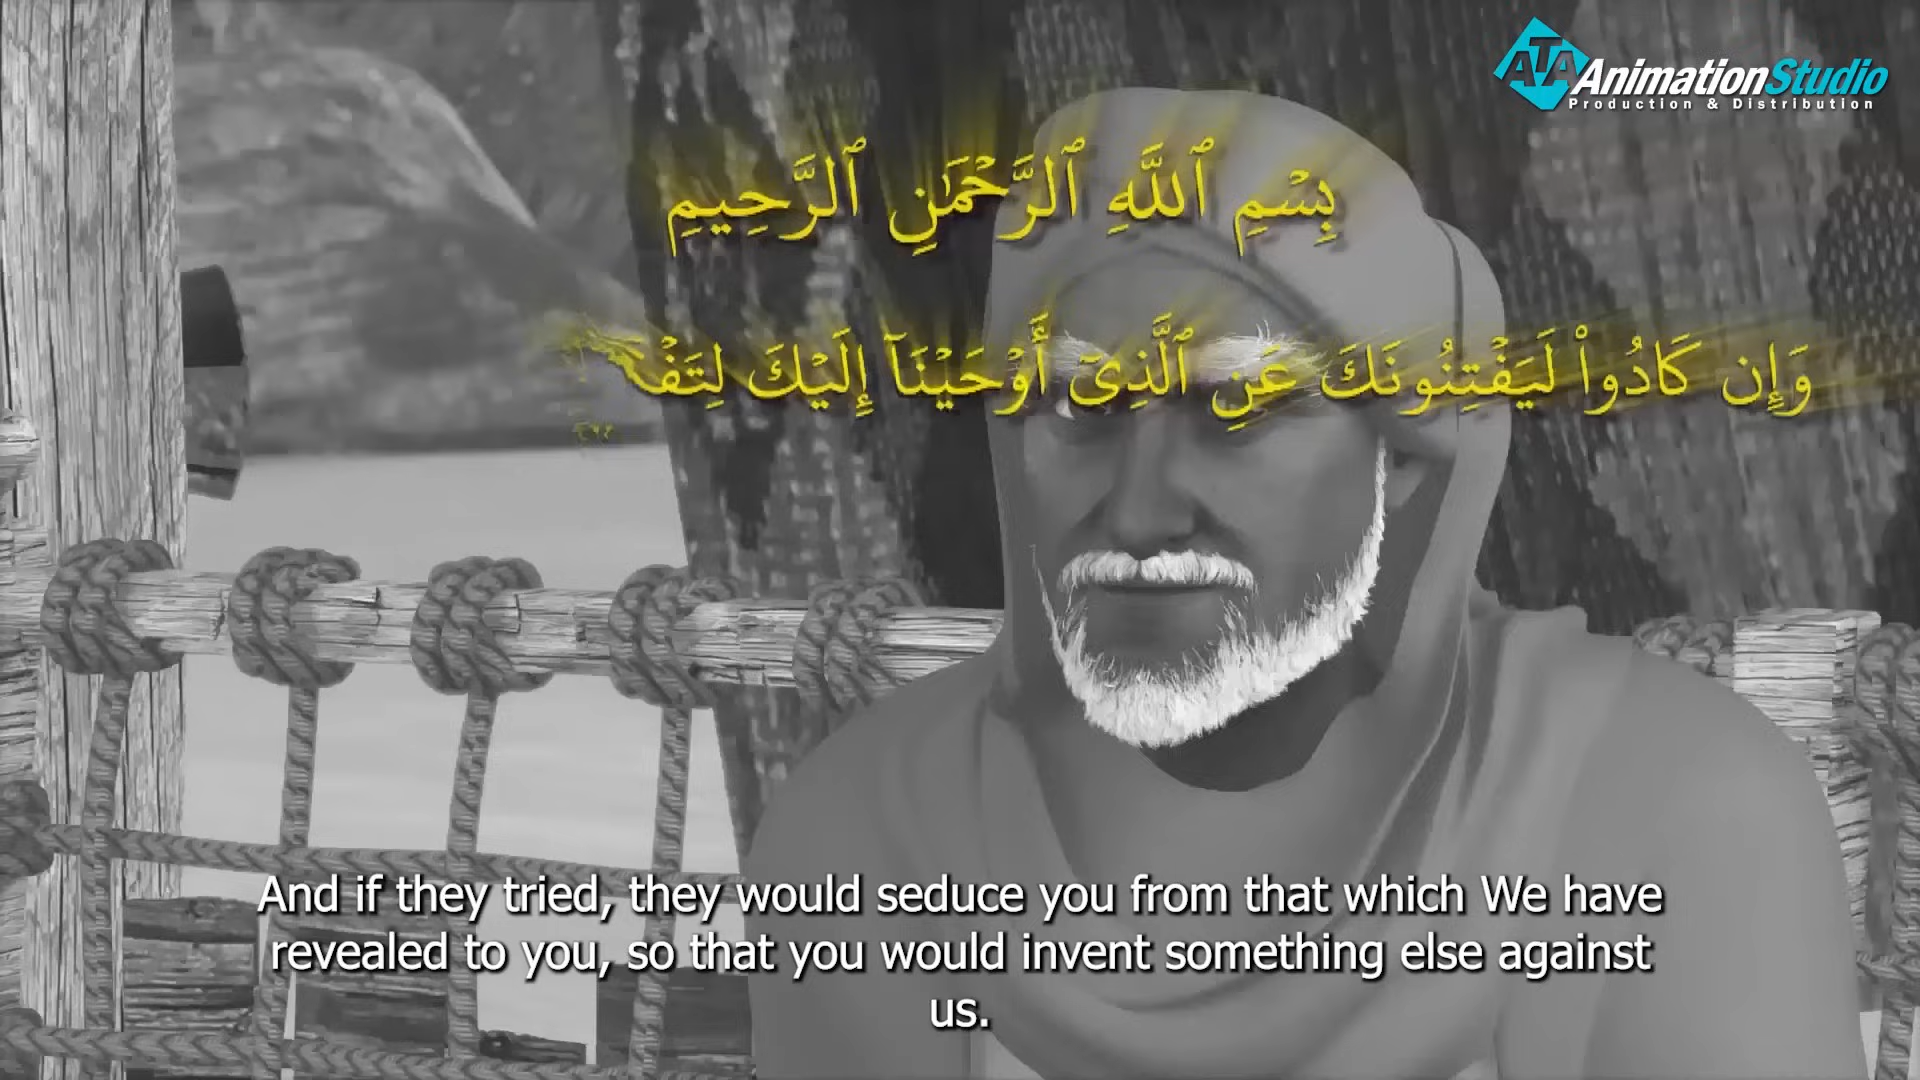 ATA AnimationStudio
Production & Distribution
بِسْمِ ٱللَّهِ ٱلرَّحْمَٰنِ ٱلرَّحِيمِ
وَإِن كَادُوا۟ لَيَفْتِنُونَكَ عَنِ ٱلَّذِىٓ أَوْحَيْنَآ إِلَيْكَ
And if they tried, they would seduce you from that which We have
revealed to you, so that you would invent something else against
us.